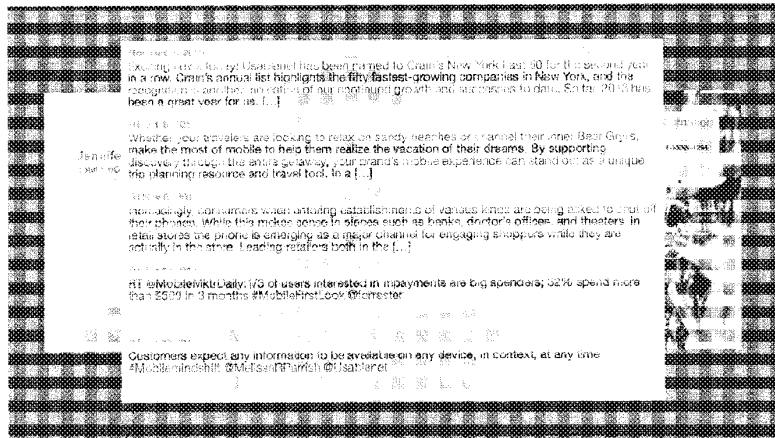 Exciting news today! Usablenet has been named to Crain's New York Fast 50 for the second year
in a row. Crain's annual list highlights the fifty fastest-growing companies in New York, and the
recognition is another indication of our continued growth and successes to date. So far, 2013 has
been a great year for us. [...]
Whether your travelers are looking to relax on sandy beaches or channel their inner Bear Grylls,
make the most of mobile to help them realize the vacation of their dreams. By supporting
discovery through the entire getaway, your brand's mobile experience can stand out as a unique
trip planning resource and travel tool. In a [...]
Jennife
Increasingly, consumers when entering establishments of various kinds are being asked to shut off
their phones. While this makes sense in places such as banks, doctor's offices, and theaters, in
retail stores the phone is emerging as a major channel for engaging shoppers while they are
actually in the store. Leading retailers both in the [...]
RT @MobileMktrDaily: 1/3 of users interested in mpayments are big spenders; 32% spend more
than $500 in 3 months #MobileFirstLook @forrester
Customers expect any information to be available on any device, in context, at any time
#Mobilemindshift @MelissaRParrish @Usablenet